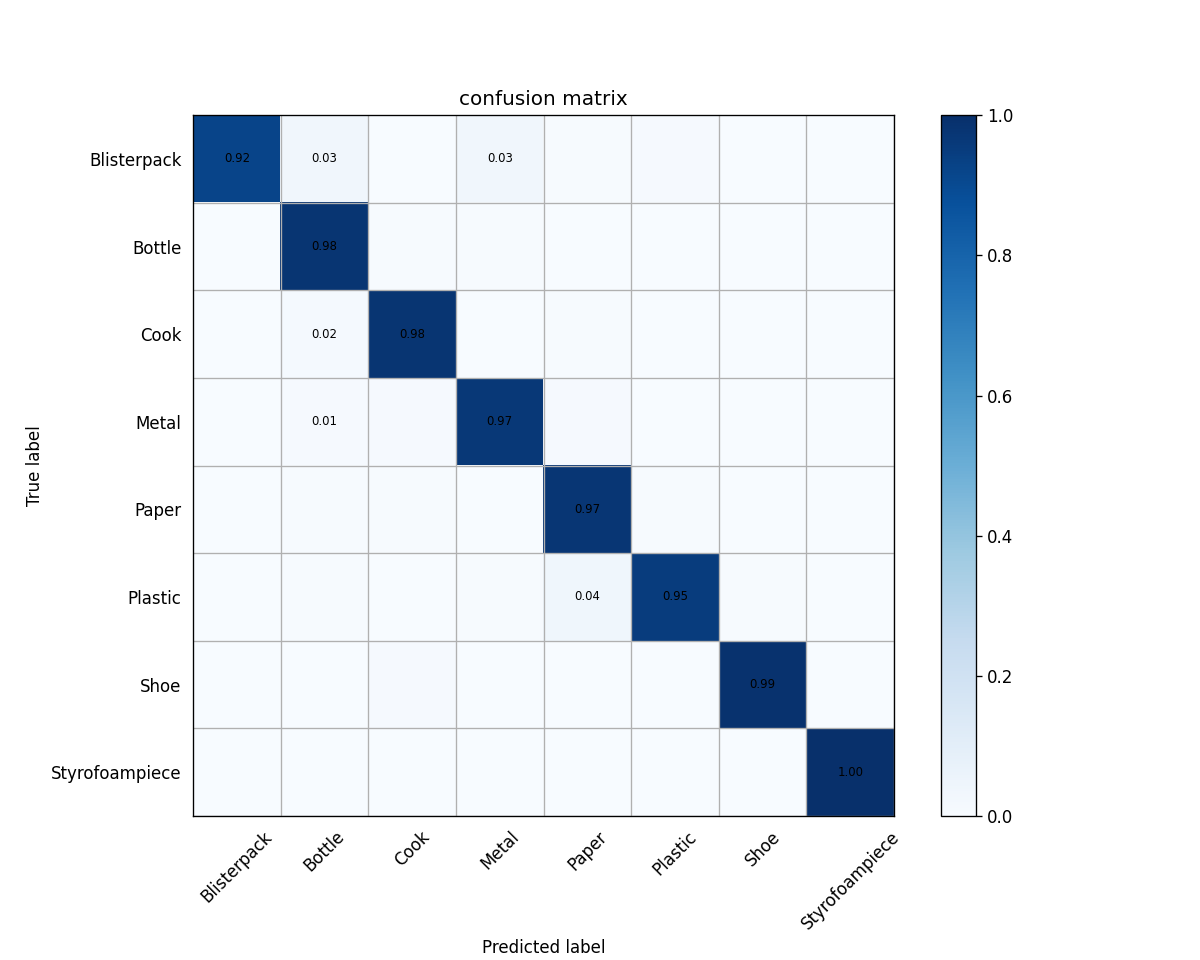 confusion matrix
Blisterpack 0.92 0.03 0.03
Bottle 0.98
Cook 0.02 0.98
Metal 0.01 0.97
Paper 0.97
Plastic 0.04 0.95
Shoe 0.99
Styrofoampiece 1.00
True label
Blisterpack Bottle Cook Metal Paper Plastic Shoe Styrofoampiece
Predicted label
1.0
0.8
0.6
0.4
0.2
0.0